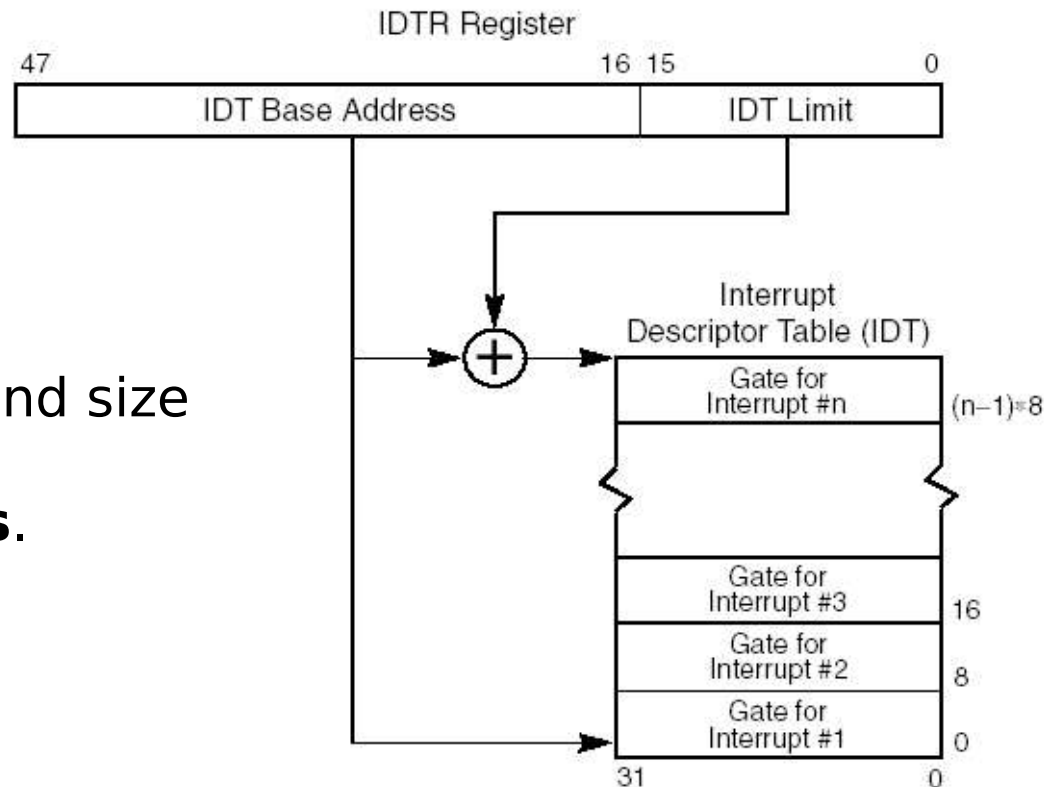 IDTR Register
47 16 15 0
IDT Base Address IDT Limit
Interrupt
Descriptor Table (IDT)
Gate for
Interrupt #n
(n–1)*8
nd size
s.
Gate for
Interrupt #3
16
Gate for
Interrupt #2
8
Gate for
Interrupt #1
0
31 0